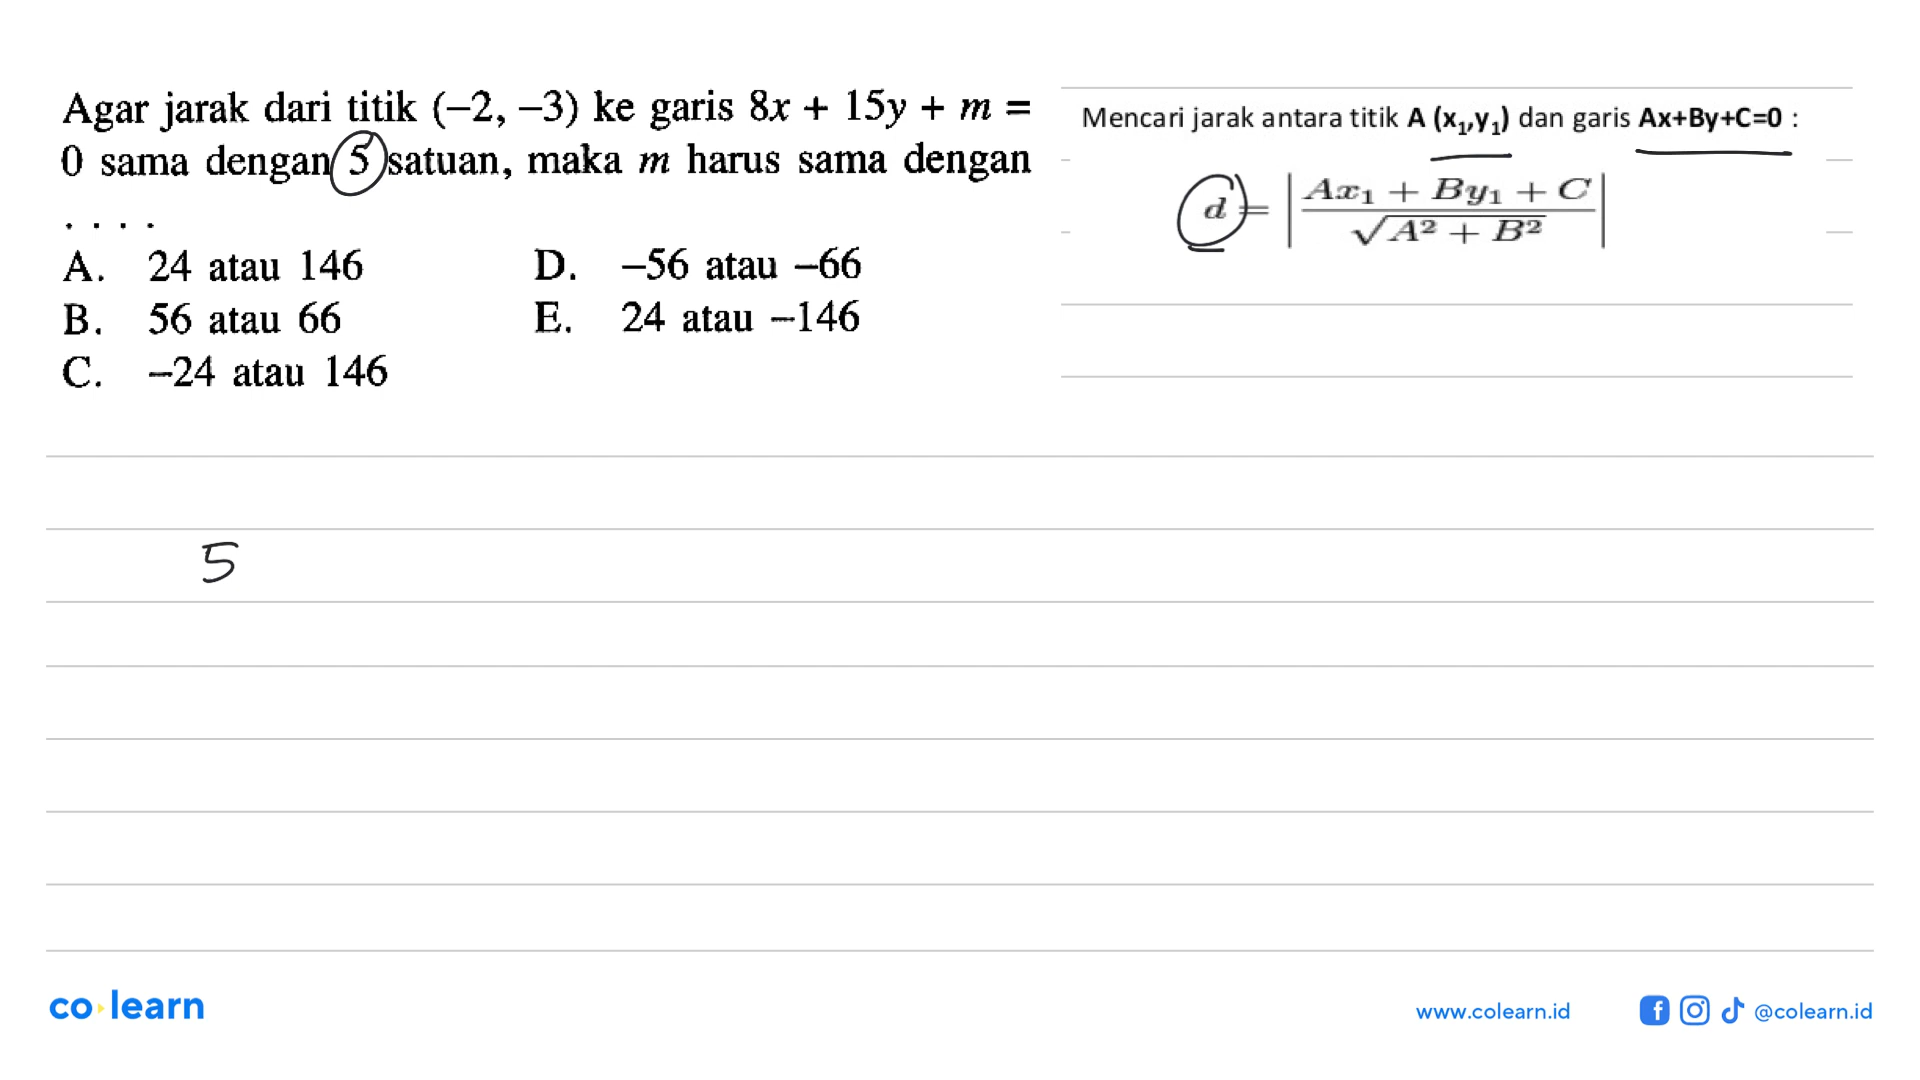 Agar jarak dari titik (–2, –3) ke garis 8x + 15y + m =
0 sama dengan 5 satuan, maka m harus sama dengan
. . . .
A. 24 atau 146
B. 56 atau 66
C. –24 atau 146
D. –56 atau –66
E. 24 atau –146
Mencari jarak antara titik A (x₁,y₁) dan garis Ax+By+C=0 :
d = |(Ax₁ + By₁ + C)/√(A² + B²)|
5
co learn
www.colearn.id
@colearn.id